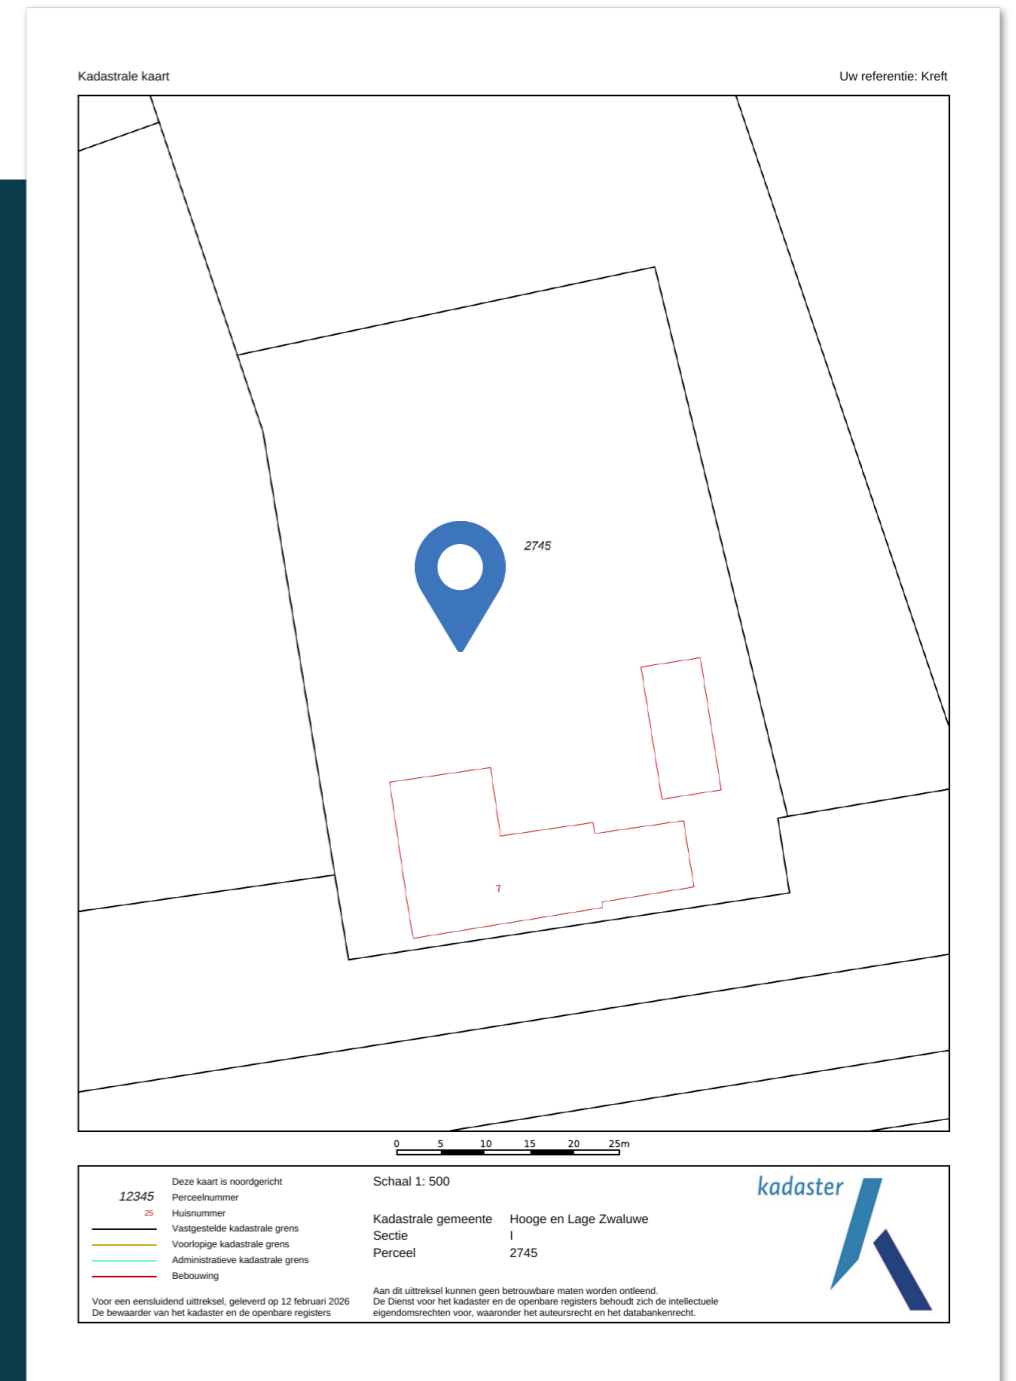 Kadastrale kaart
Uw referentie: Kreft
2745
7
0 5 10 15 20 25m
Deze kaart is noordgericht
12345 Perceelnummer
25 Huisnummer
Vastgestelde kadastrale grens
Voorlopige kadastrale grens
Administratieve kadastrale grens
Bebouwing
Voor een eensluidend uittreksel, geleverd op 12 februari 2026
De bewaarder van het kadaster en de openbare registers
Schaal 1: 500
Kadastrale gemeente Hooge en Lage Zwaluwe
Sectie I
Perceel 2745
Aan dit uittreksel kunnen geen betrouwbare maten worden ontleend.
De Dienst voor het kadaster en de openbare registers behoudt zich de intellectuele
eigendomsrechten voor, waaronder het auteursrecht en het databankenrecht.
kadaster